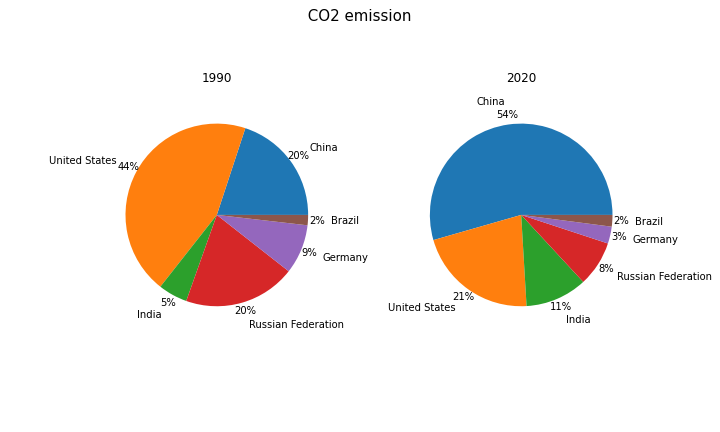 CO2 emission
1990
China
20%
United States
44%
India
5%
Russian Federation
20%
Germany
9%
Brazil
2%
2020
China
54%
United States
21%
India
11%
Russian Federation
8%
Germany
3%
Brazil
2%